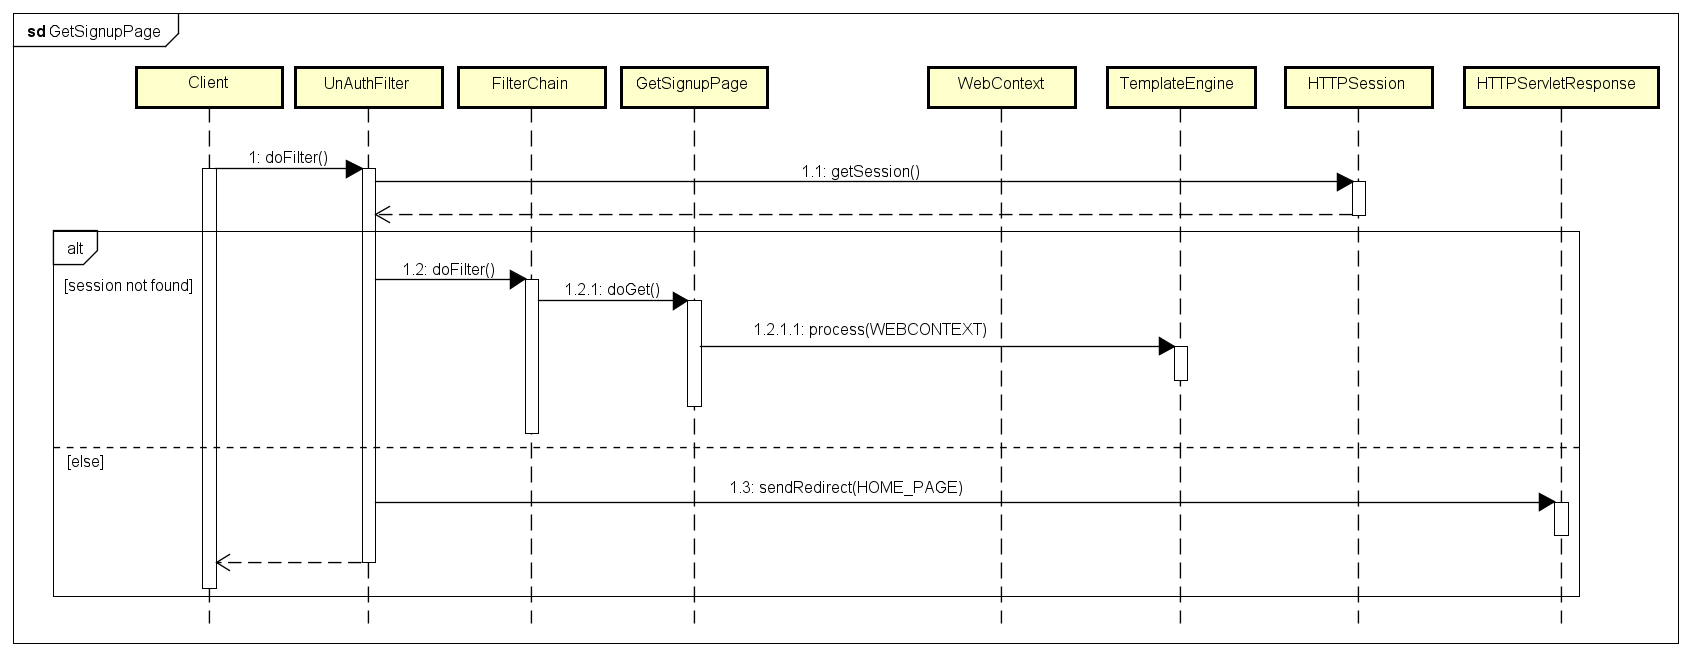 sd GetSignupPage
Client
UnAuthFilter
FilterChain
GetSignupPage
WebContext
TemplateEngine
HTTPSession
HTTPServletResponse
1: doFilter()
1.1: getSession()
alt
[session not found]
1.2: doFilter()
1.2.1: doGet()
1.2.1.1: process(WEBCONTEXT)
[else]
1.3: sendRedirect(HOME_PAGE)